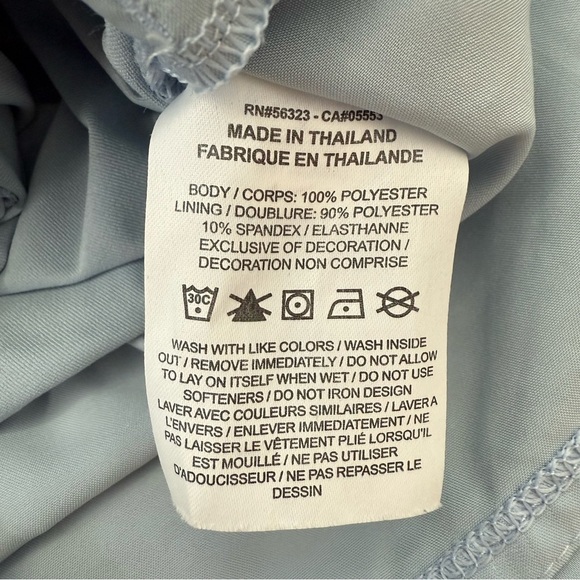 RN#56323 - CA#05553
MADE IN THAILAND
FABRIQUE EN THAILANDE
BODY / CORPS: 100% POLYESTER
LINING / DOUBLURE: 90% POLYESTER
10% SPANDEX / ELASTHANNE
EXCLUSIVE OF DECORATION /
DECORATION NON COMPRISE
30C
WASH WITH LIKE COLORS / WASH INSIDE
OUT / REMOVE IMMEDIATELY / DO NOT ALLOW
TO LAY ON ITSELF WHEN WET / DO NOT USE
SOFTENERS / DO NOT IRON DESIGN
LAVER AVEC COULEURS SIMILAIRES / LAVER A
L'ENVERS / ENLEVER IMMEDIATEMENT / NE
PAS LAISSER LE VÊTEMENT PLIÉ LORSQU'IL
EST MOUILLÉ / NE PAS UTILISER
D'ADOUCISSEUR / NE PAS REPASSER LE
DESSIN